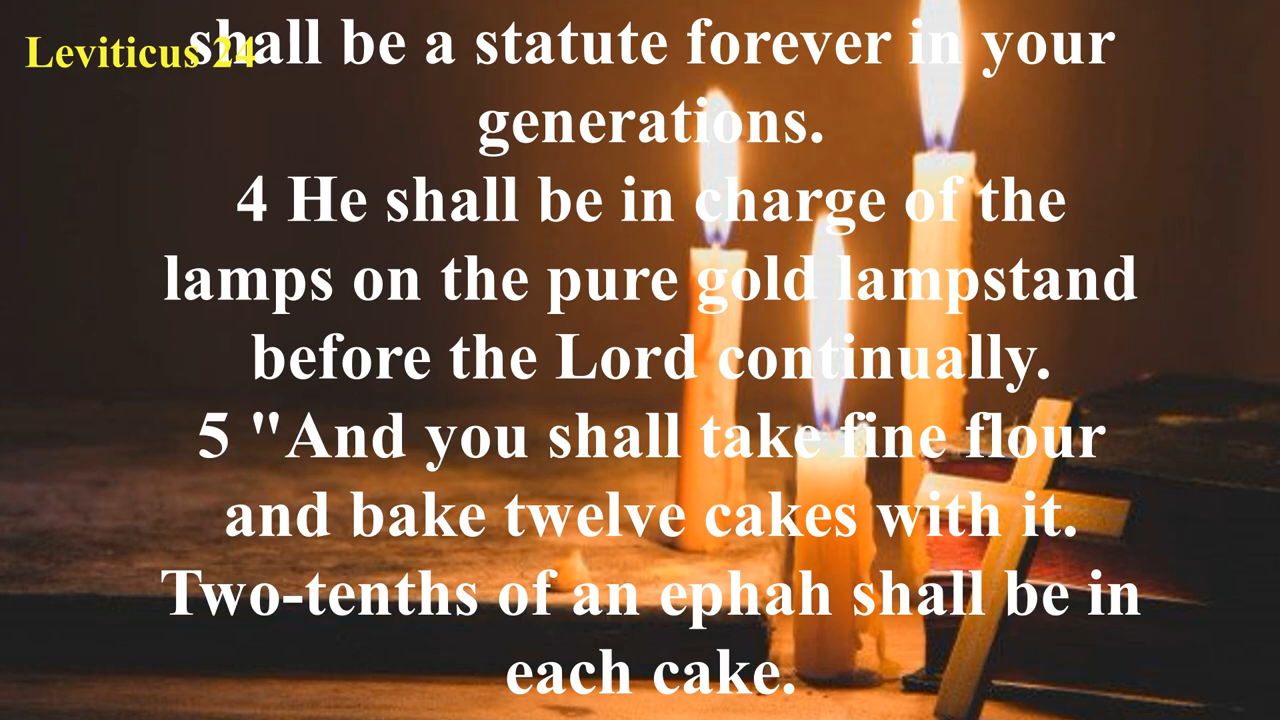 Leviticus 24
shall be a statute forever in your
generations.
4 He shall be in charge of the
lamps on the pure gold lampstand
before the Lord continually.
5 "And you shall take fine flour
and bake twelve cakes with it.
Two-tenths of an ephah shall be in
each cake.